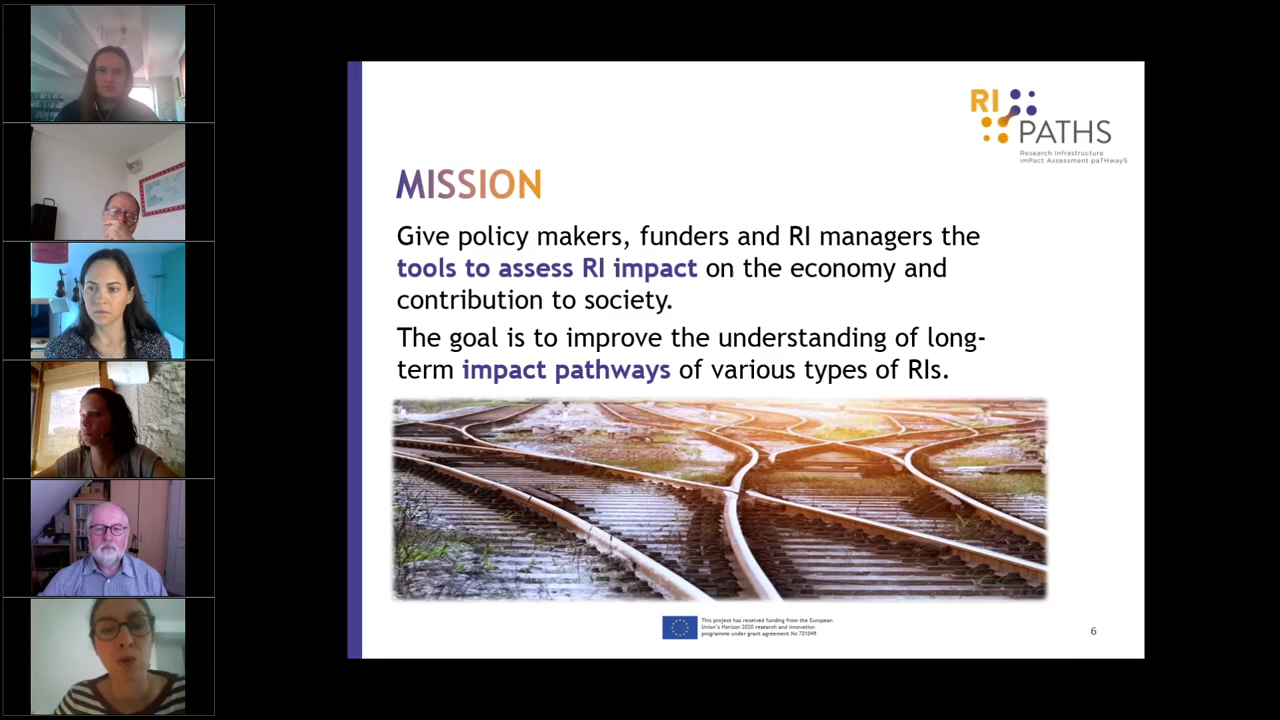 RI
PATHS
Research Infrastructure
imPact Assessment paTHwayS
MISSION
Give policy makers, funders and RI managers the
tools to assess RI impact on the economy and
contribution to society.
The goal is to improve the understanding of long-
term impact pathways of various types of RIs.
This project has received funding from the European
Union's Horizon 2020 research and innovation
programme under grant agreement No 731049
6